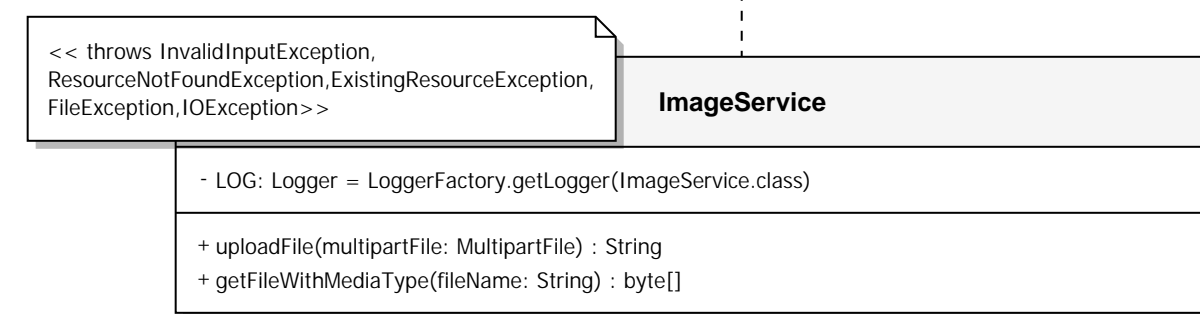 << throws InvalidInputException,
ResourceNotFoundException,ExistingResourceException,
FileException,IOException>>
ImageService
- LOG: Logger = LoggerFactory.getLogger(ImageService.class)
+ uploadFile(multipartFile: MultipartFile) : String
+ getFileWithMediaType(fileName: String) : byte[]